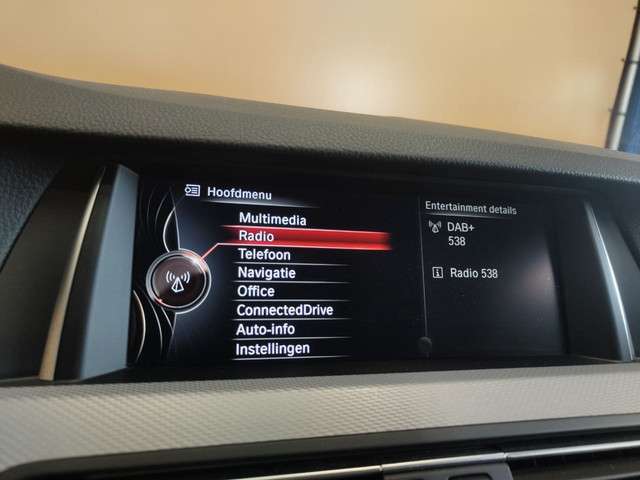 Hoofdmenu
Multimedia
Radio
Telefoon
Navigatie
Office
ConnectedDrive
Auto-info
Instellingen
Entertainment details
DAB+
538
Radio 538